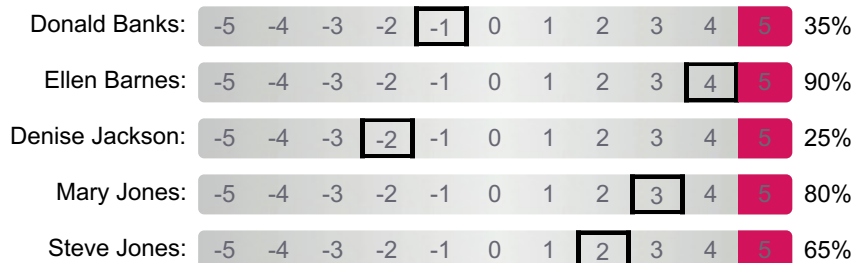 Donald Banks: -5 -4 -3 -2 -1 0 1 2 3 4 5 35%
Ellen Barnes: -5 -4 -3 -2 -1 0 1 2 3 4 5 90%
Denise Jackson: -5 -4 -3 -2 -1 0 1 2 3 4 5 25%
Mary Jones: -5 -4 -3 -2 -1 0 1 2 3 4 5 80%
Steve Jones: -5 -4 -3 -2 -1 0 1 2 3 4 5 65%